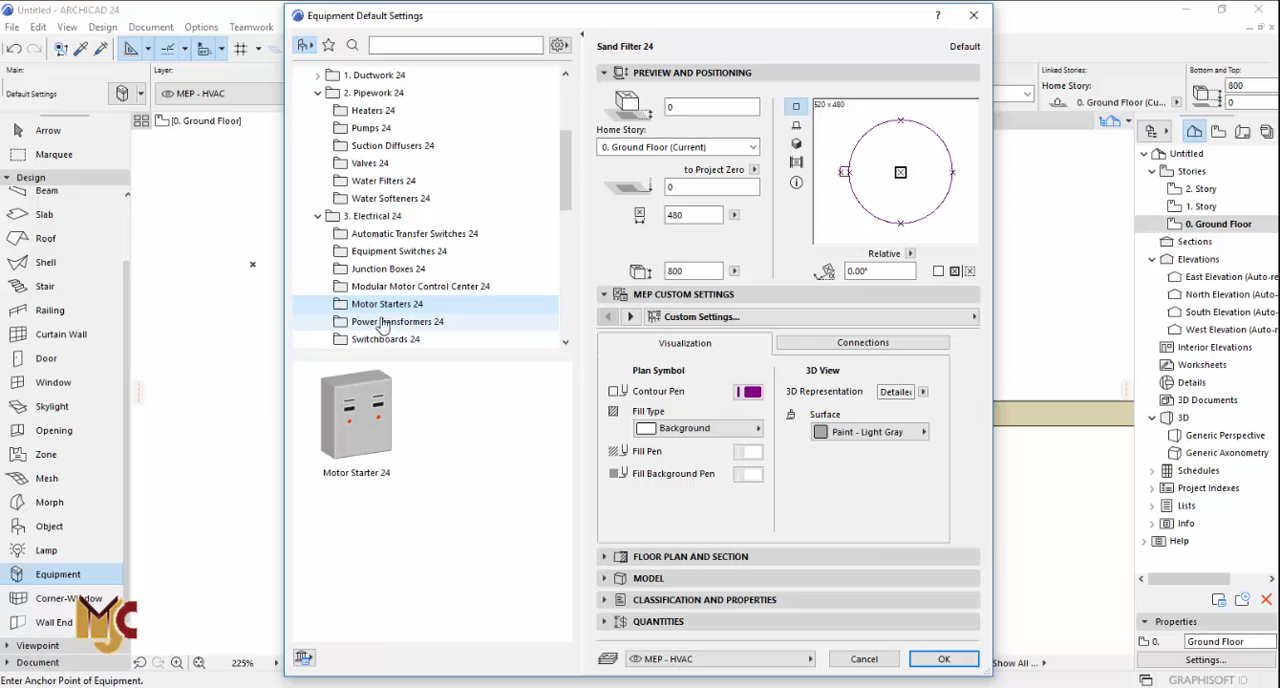 Untitled - ARCHICAD 24
File Edit View Design Document Options Teamwork
Main:
Default Settings
Layer:
MEP - HVAC
[0. Ground Floor]
Arrow
Marquee
Design
Beam
Slab
Roof
Shell
Stair
Railing
Curtain Wall
Door
Window
Skylight
Opening
Zone
Mesh
Morph
Object
Lamp
Equipment
Corner-Window
Wall End
Viewpoint
Document
225%
Enter Anchor Point of Equipment.
MJC
Equipment Default Settings
? 
1. Ductwork 24
2. Pipework 24
Heaters 24
Pumps 24
Suction Diffusers 24
Valves 24
Water Filters 24
Water Softeners 24
3. Electrical 24
Automatic Transfer Switches 24
Equipment Switches 24
Junction Boxes 24
Modular Motor Control Center 24
Motor Starters 24
Power Transformers 24
Switchboards 24
Motor Starter 24
Sand Filter 24
Default
PREVIEW AND POSITIONING
0
Home Story:
0. Ground Floor (Current)
to Project Zero
0
480
800
520 x 480
Relative
0.00°
MEP CUSTOM SETTINGS
Custom Settings...
Visualization
Connections
Plan Symbol
Contour Pen
Fill Type
Background
Fill Pen
Fill Background Pen
3D View
3D Representation
Detailed
Surface
Paint - Light Gray
FLOOR PLAN AND SECTION
MODEL
CLASSIFICATION AND PROPERTIES
QUANTITIES
MEP - HVAC
Cancel
OK
Linked Stories:
Home Story:
0. Ground Floor (Cu...
Bottom and Top:
800
0
Untitled
Stories
2. Story
1. Story
0. Ground Floor
Sections
Elevations
East Elevation (Auto-re
North Elevation (Auto-r
South Elevation (Auto-r
West Elevation (Auto-re
Interior Elevations
Worksheets
Details
3D Documents
3D
Generic Perspective
Generic Axonometry
Schedules
Project Indexes
Lists
Info
Help
Properties
0.
Ground Floor
Settings...
Show All ...
GRAPHISOFT ID